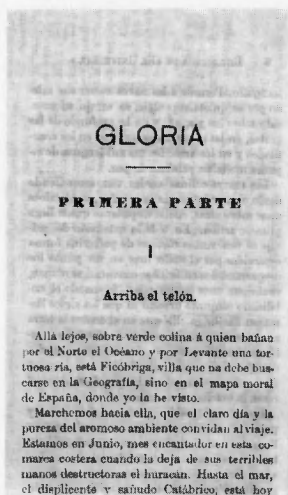 GLORIA
PRIMERA PARTE
I
Arriba el telón.
Allá lejos, sobre verde colina á quien bañan
por el Norte el Océano y por Levante una tor-
tuosa ría, está Ficóbriga, villa que no debe bus-
carse en la Geografía, sino en el mapa moral
de España, donde yo la he visto.
Marchemos hacia ella, que el claro día y la
pureza del aromoso ambiente convidan al viaje.
Estamos en Junio, mes encantador en esta co-
marca costera cuando la deja de sus terribles
manos destructoras el huracán. Hasta el mar,
el displicente y sañudo Catábrico, está hoy